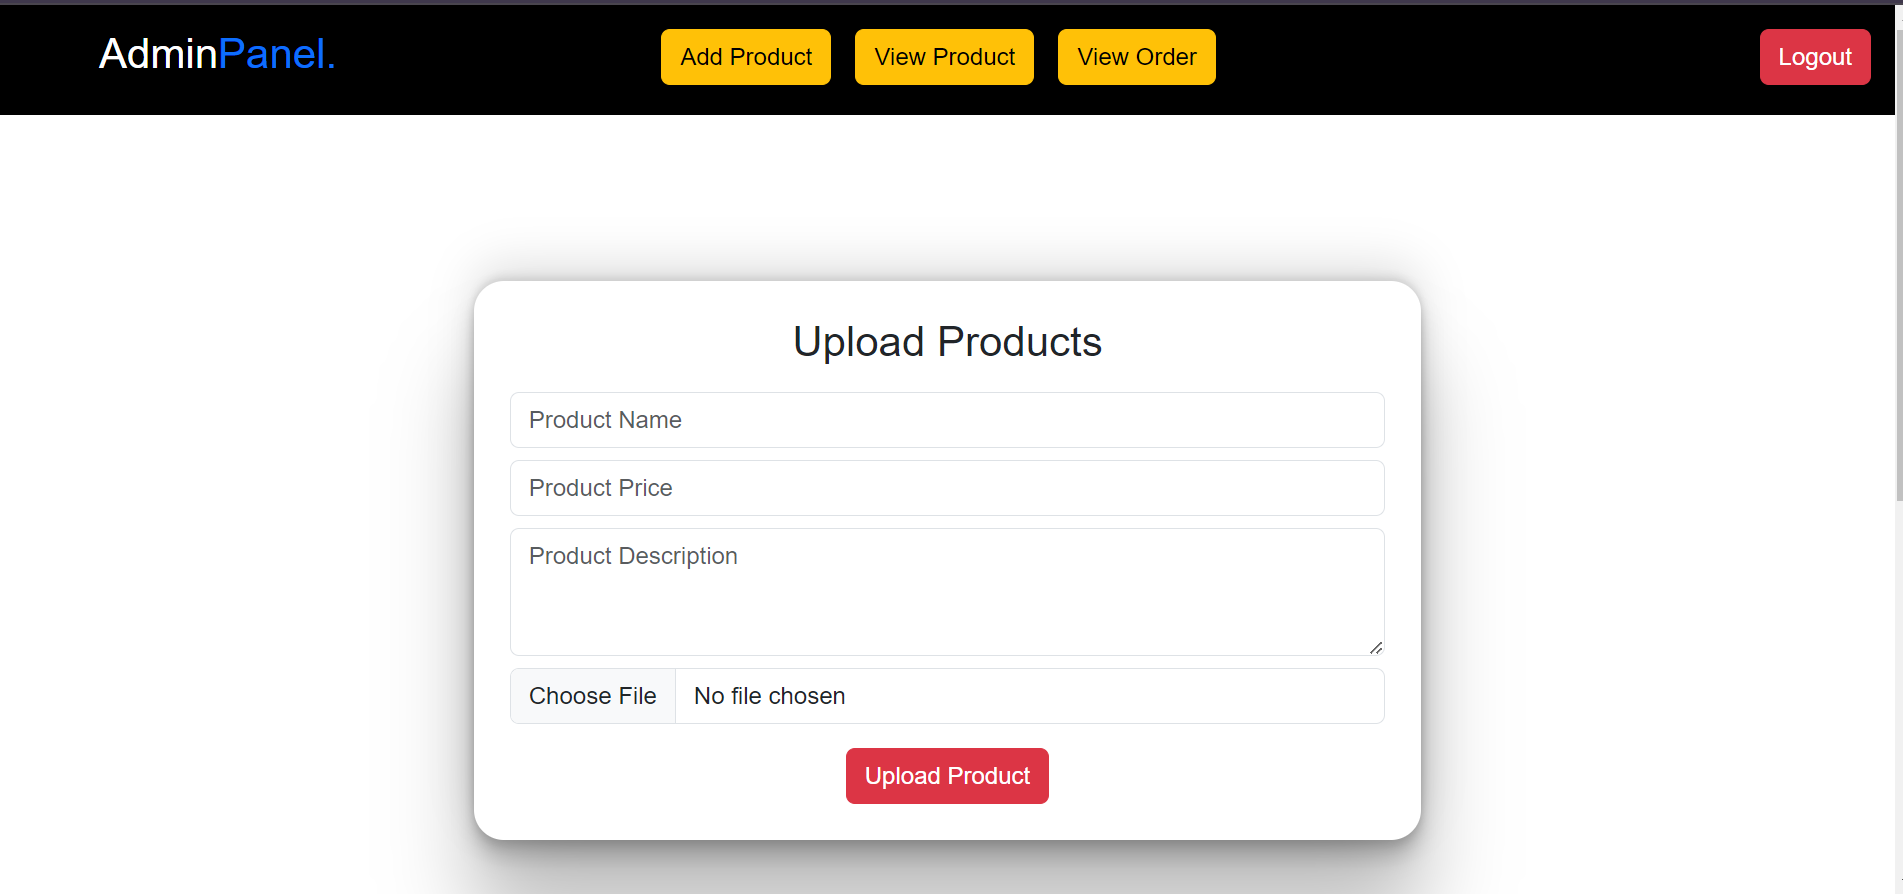 AdminPanel.
Add Product View Product View Order
Logout
Upload Products
Product Name
Product Price
Product Description
Choose File No file chosen
Upload Product